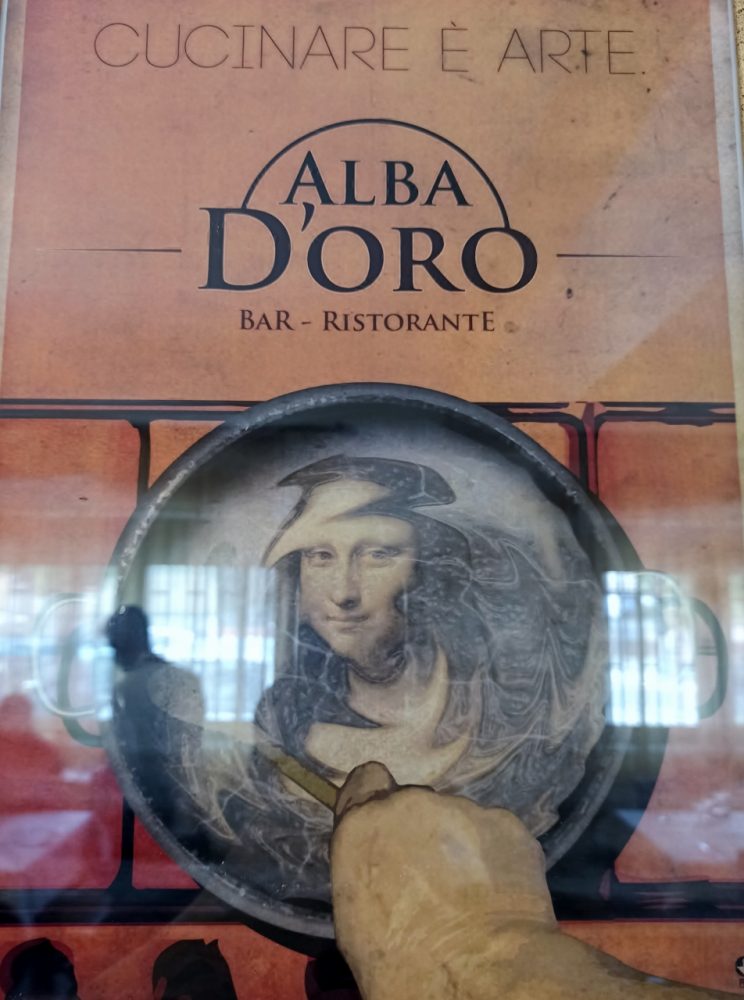 CUCINARE È ARTE.
ALBA
D'ORO
BAR - RISTORANTE